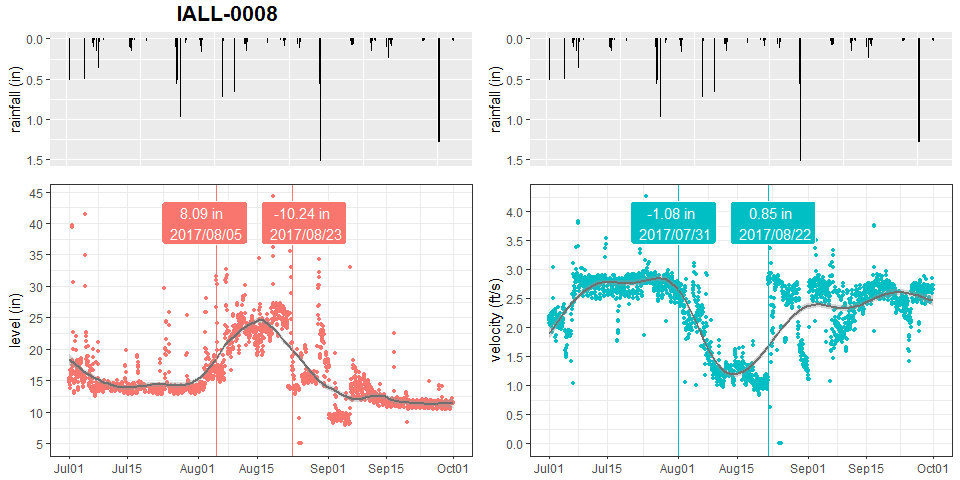 IALL-0008
rainfall (in)
0.0
0.5
1.0
1.5
rainfall (in)
0.0
0.5
1.0
1.5
level (in)
45
40
35
30
25
20
15
10
5
8.09 in
2017/08/05
-10.24 in
2017/08/23
Jul01 Jul15 Aug01 Aug15 Sep01 Sep15 Oct01
velocity (ft/s)
4.0
3.5
3.0
2.5
2.0
1.5
1.0
0.5
0.0
-1.08 in
2017/07/31
0.85 in
2017/08/22
Jul01 Jul15 Aug01 Aug15 Sep01 Sep15 Oct01